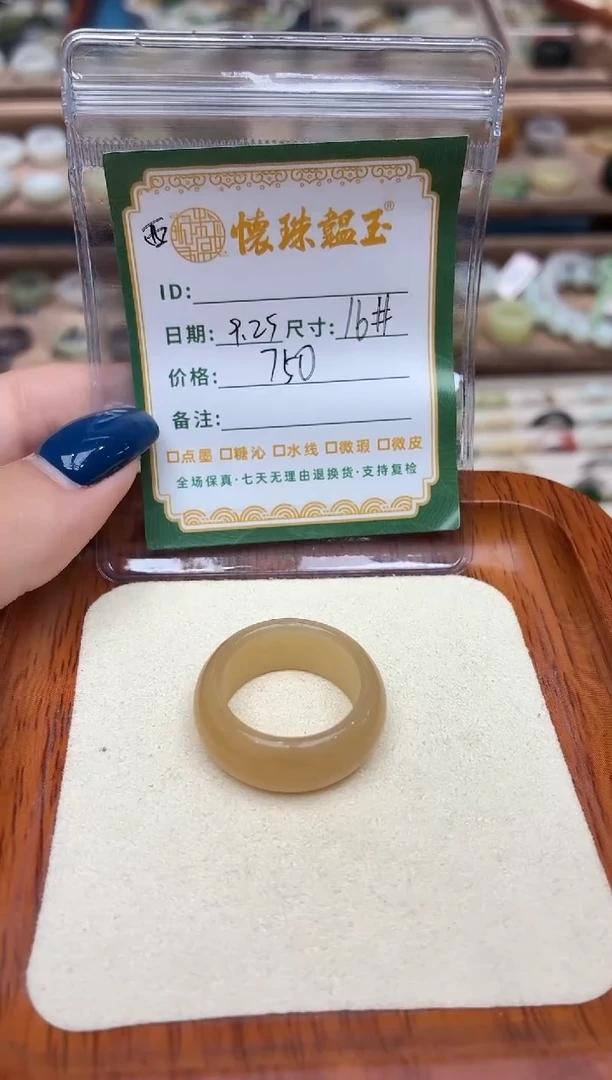 西 懷珠韞玉®
ID:
日期: 9.25 尺寸: 16#
价格: 750
备注:
□点墨 □糖沁 □水线 □微瑕 □微皮
全场保真·七天无理由退换货·支持复检